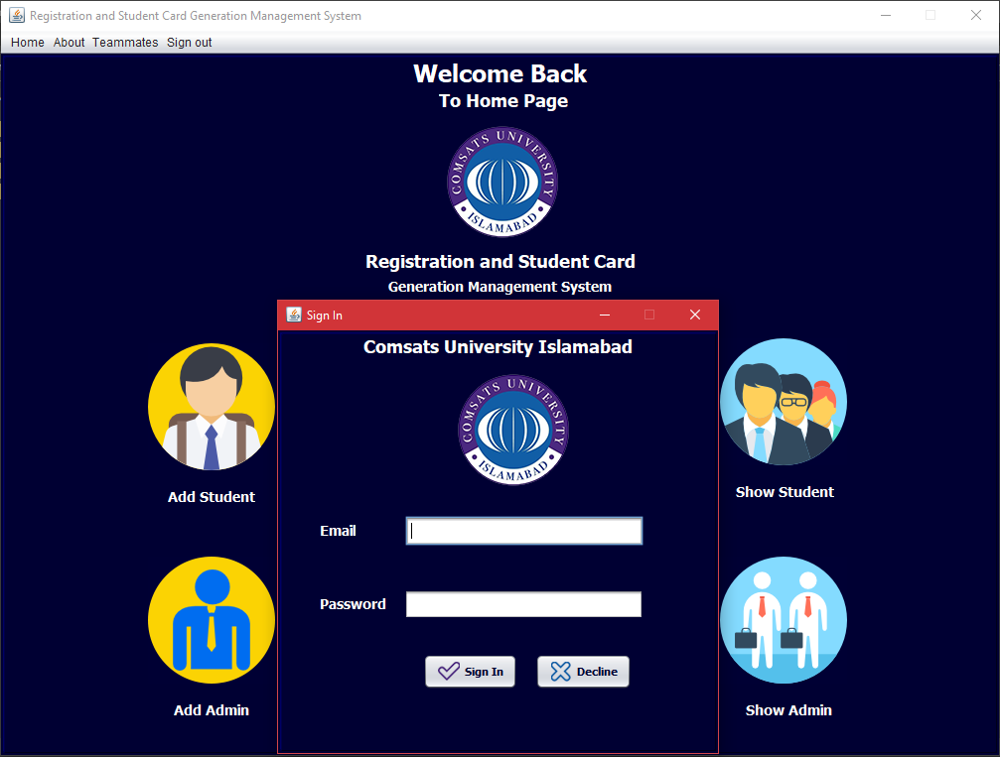 Registration and Student Card Generation Management System
Home About Teammates Sign out
Welcome Back
To Home Page
COMSATS UNIVERSITY
ISLAMABAD
Registration and Student Card
Generation Management System
Sign In
Comsats University Islamabad
COMSATS UNIVERSITY
ISLAMABAD
Email
Password
Sign In Decline
Add Student
Show Student
Add Admin
Show Admin